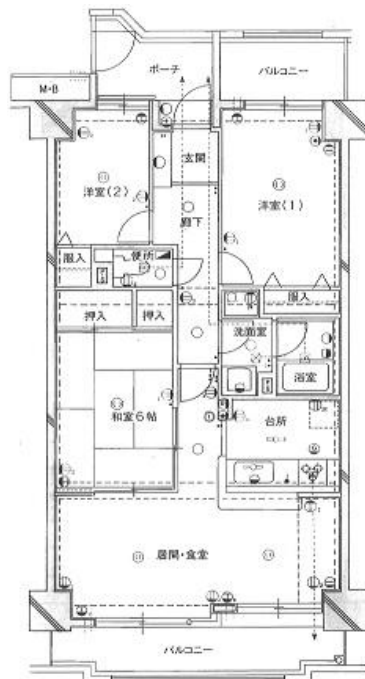 ポーチ
バルコニー
M・B
玄関
洋室(2)
洋室(1)
廊下
服入
便所
服入
押入
押入
洗面室
浴室
和室6帖
台所
居間・食堂
バルコニー